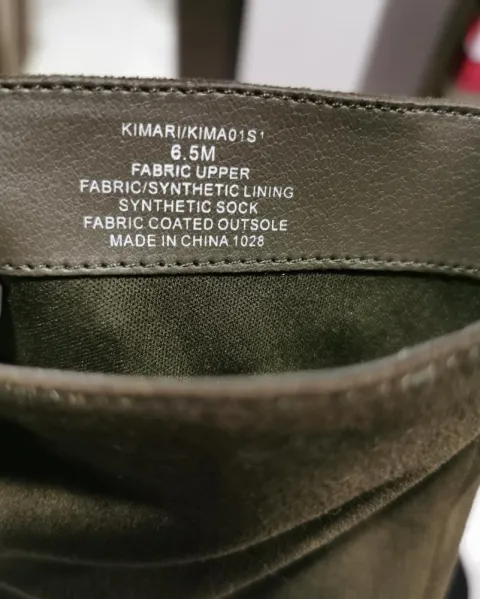 KIMARI/KIMA01S1
6.5M
FABRIC UPPER
FABRIC/SYNTHETIC LINING
SYNTHETIC SOCK
FABRIC COATED OUTSOLE
MADE IN CHINA 1028